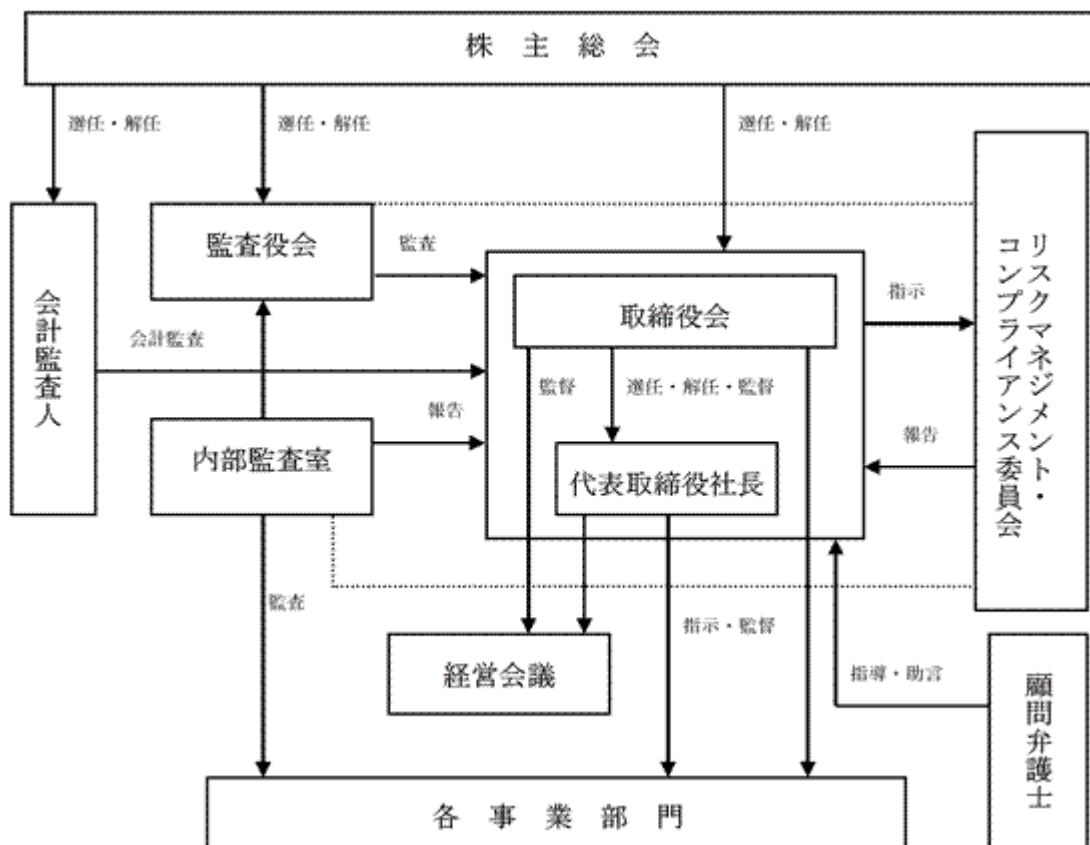 株主総会
選任・解任
選任・解任
選任・解任
監査役会
監査
取締役会
指示
リスクマネジメント・
コンプライアンス委員会
会計監査人
会計監査
監督
選任・解任・監督
報告
報告
内部監査室
代表取締役社長
監査
指示・監督
経営会議
指導・助言
顧問弁護士
各事業部門